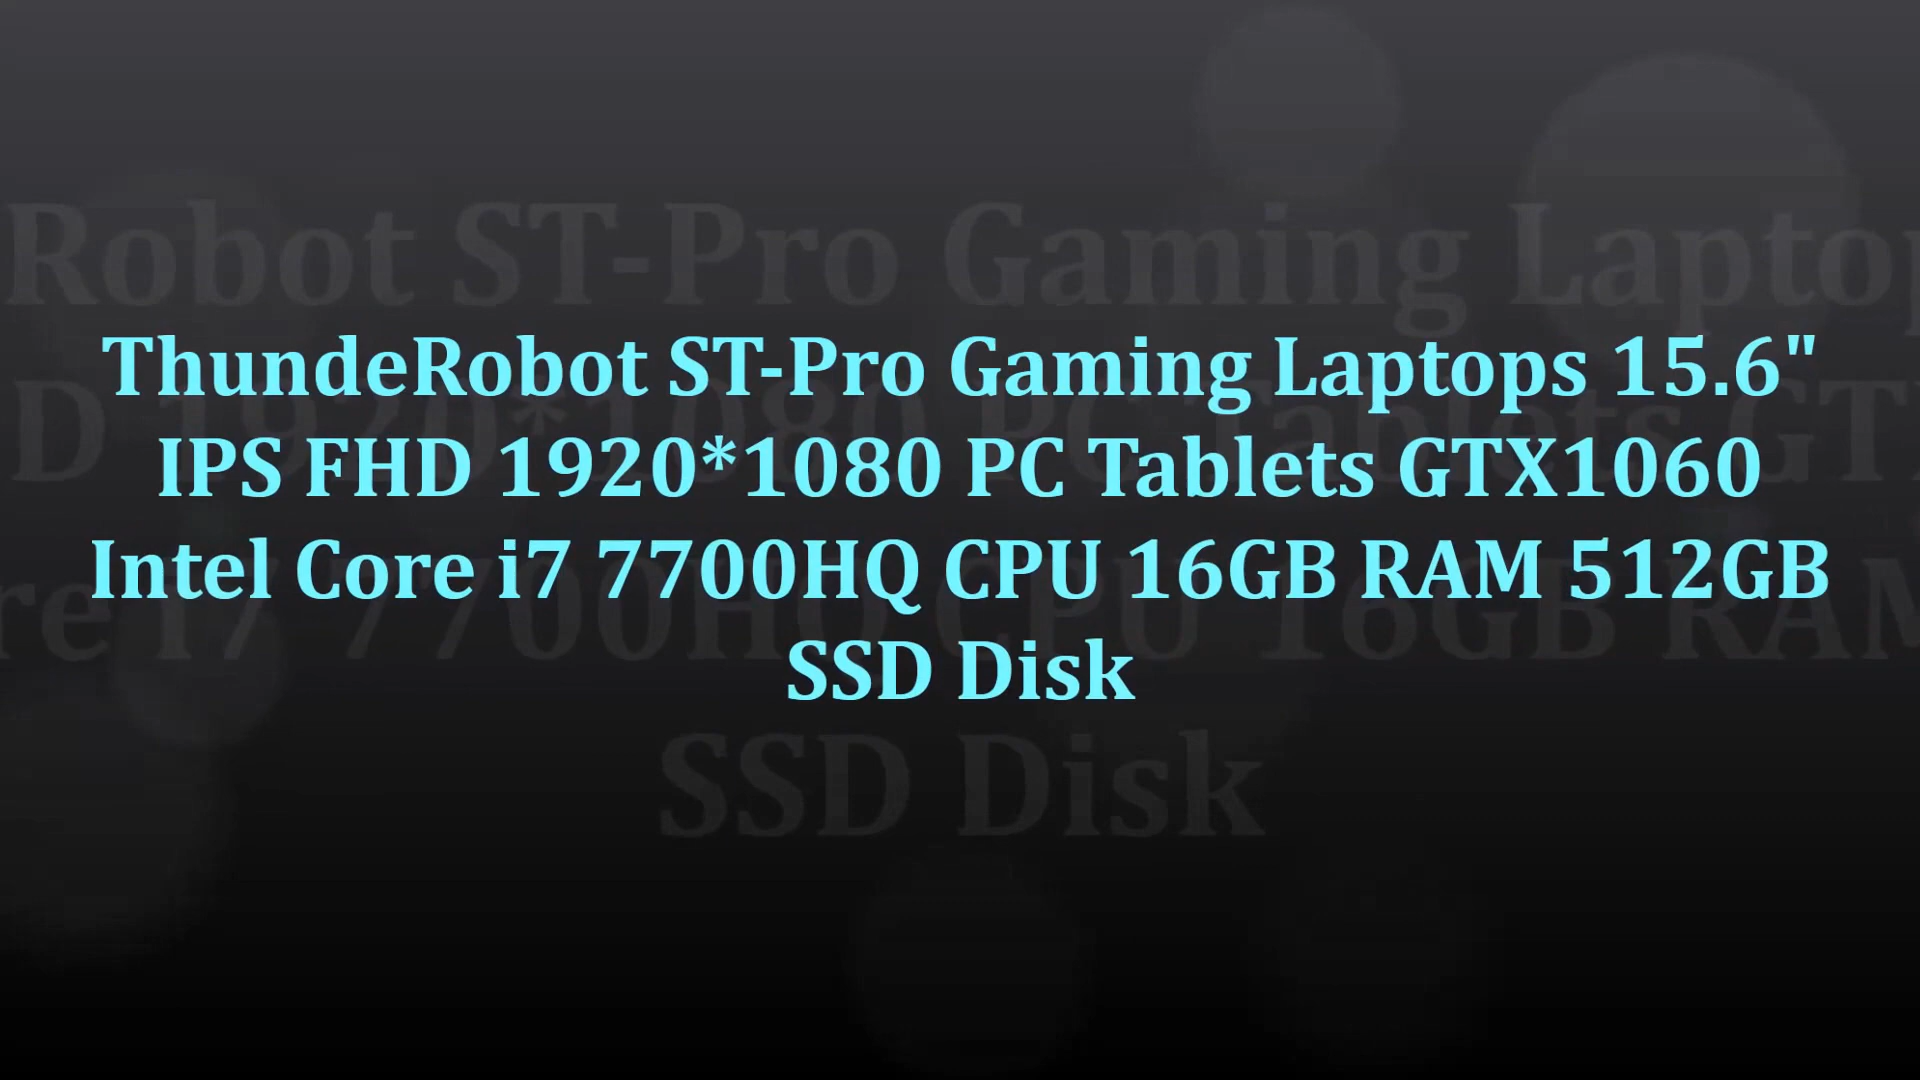 ThundeRobot ST-Pro Gaming Laptops 15.6"
IPS FHD 1920*1080 PC Tablets GTX1060
Intel Core i7 7700HQ CPU 16GB RAM 512GB
SSD Disk